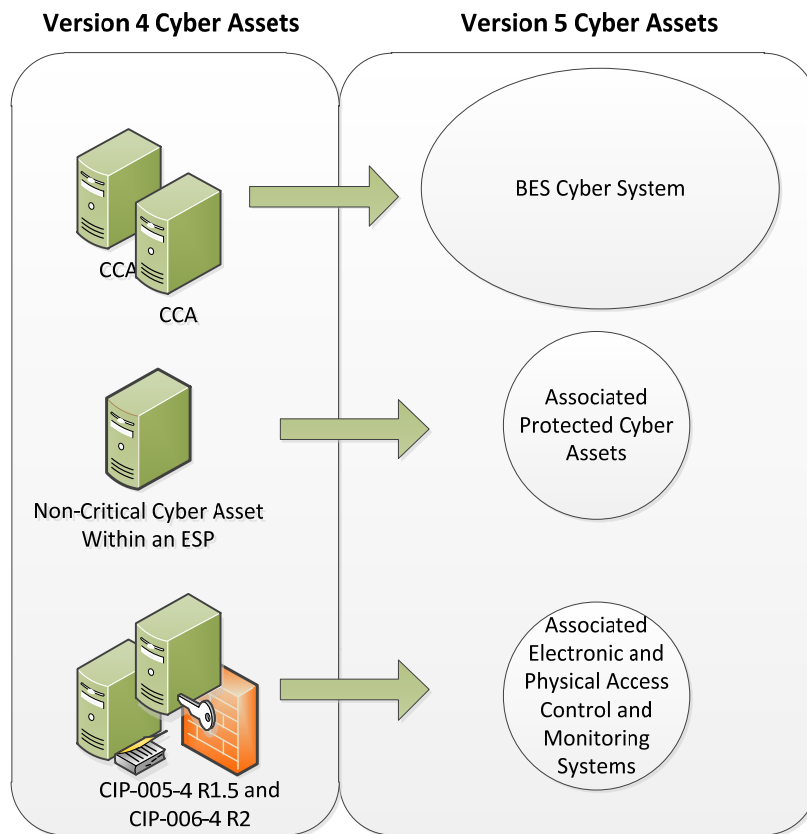 Version 4 Cyber Assets
Version 5 Cyber Assets
CCA
CCA
BES Cyber System
Non-Critical Cyber Asset
Within an ESP
Associated
Protected Cyber
Assets
CIP-005-4 R1.5 and
CIP-006-4 R2
Associated
Electronic and
Physical Access
Control and
Monitoring
Systems